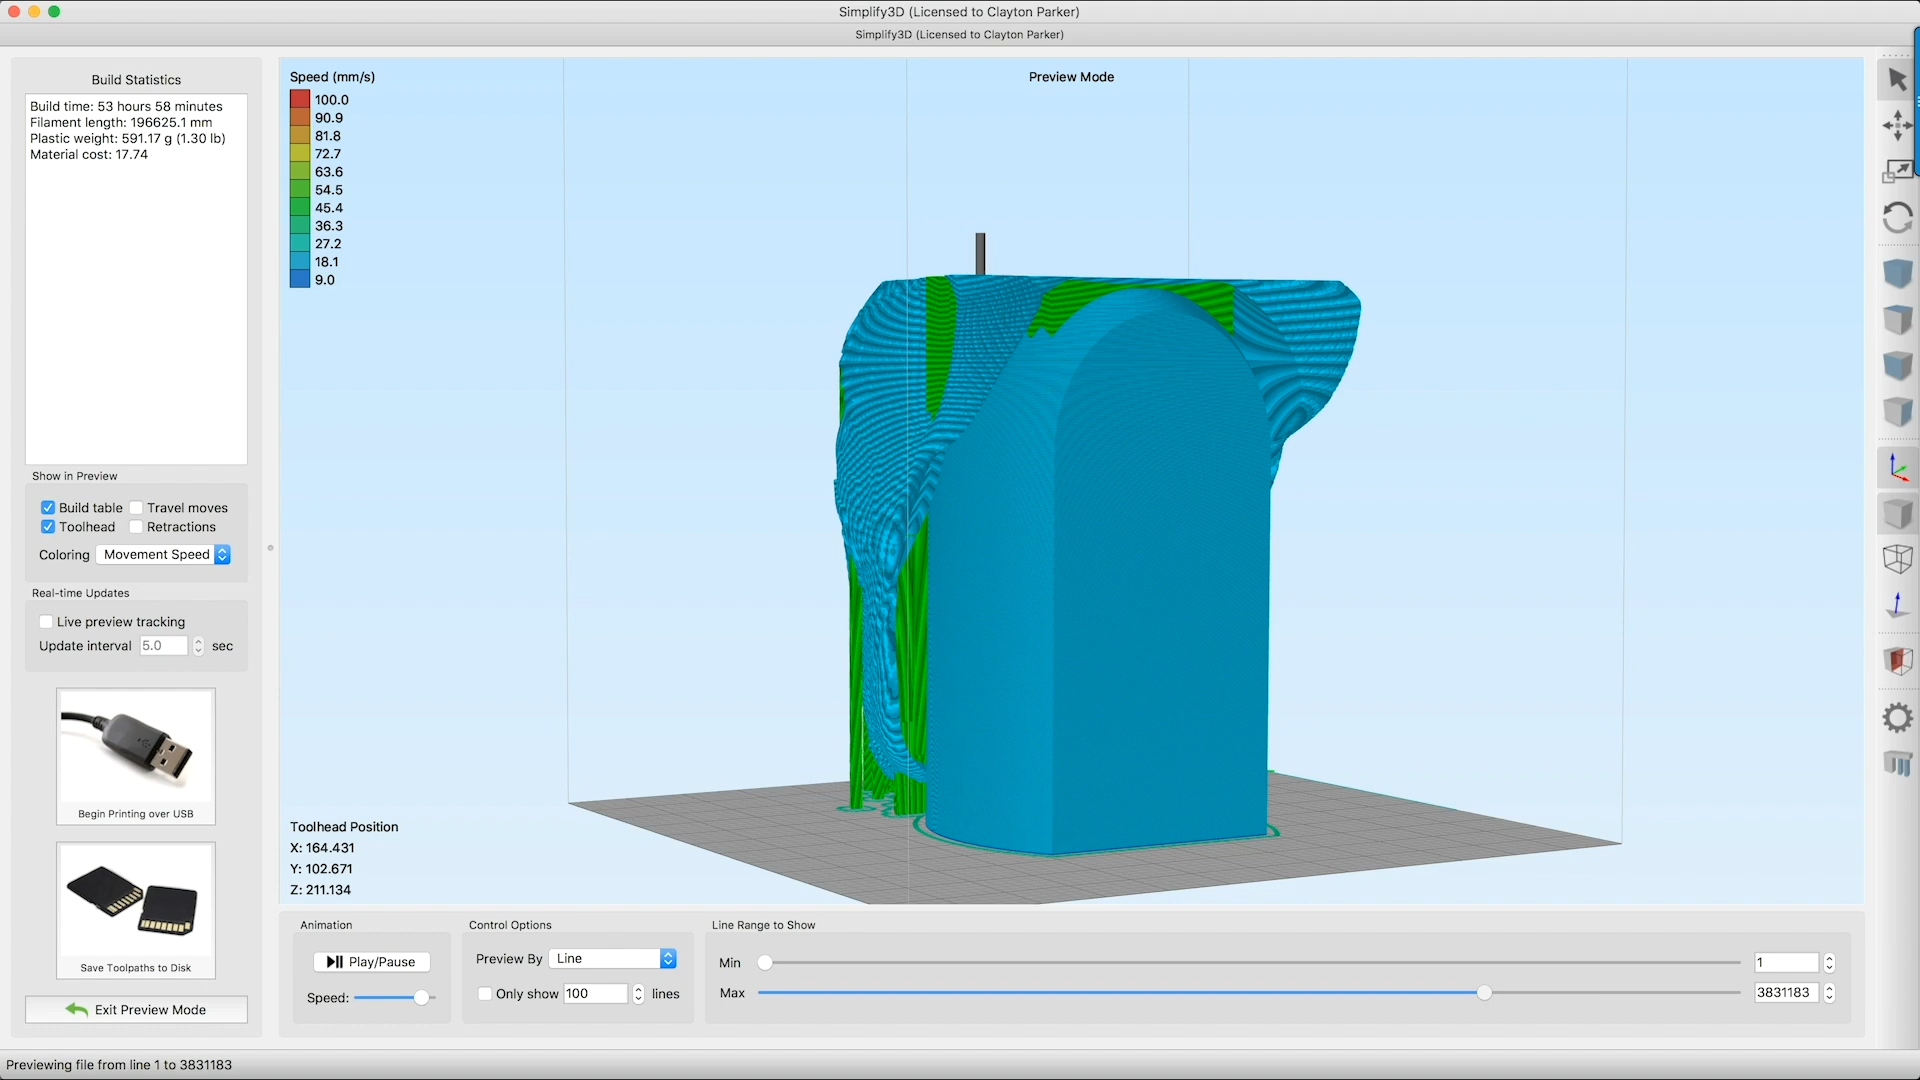 Simplify3D (Licensed to Clayton Parker)
Simplify3D (Licensed to Clayton Parker)
Build Statistics
Build time: 53 hours 58 minutes
Filament length: 196625.1 mm
Plastic weight: 591.17 g (1.30 lb)
Material cost: 17.74
Show in Preview
Build table Travel moves
Toolhead Retractions
Coloring Movement Speed
Real-time Updates
Live preview tracking
Update interval 5.0 sec
Begin Printing over USB
Save Toolpaths to Disk
Exit Preview Mode
Speed (mm/s)
100.0
90.9
81.8
72.7
63.6
54.5
45.4
36.3
27.2
18.1
9.0
Preview Mode
Toolhead Position
X: 164.431
Y: 102.671
Z: 211.134
Animation
Play/Pause
Speed:
Control Options
Preview By Line
Only show 100 lines
Line Range to Show
Min 1
Max 3831183
Previewing file from line 1 to 3831183